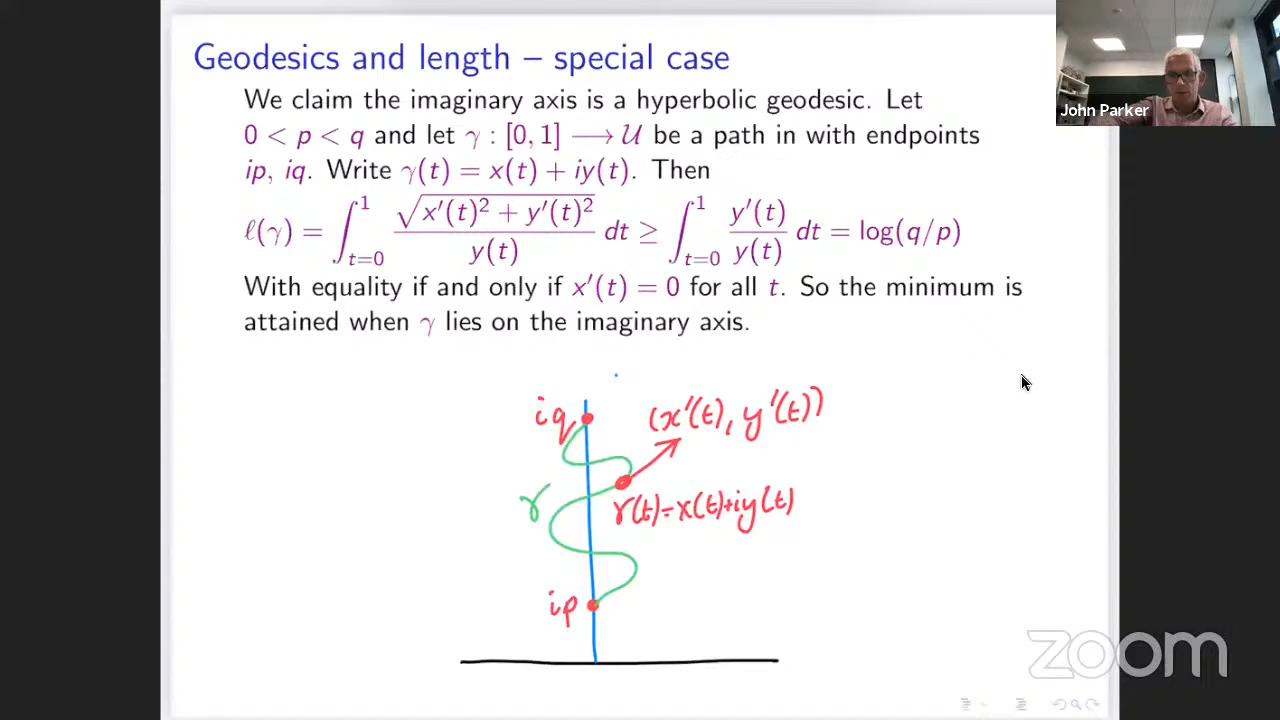 Geodesics and length – special case
We claim the imaginary axis is a hyperbolic geodesic. Let
0 < p < q and let γ : [0, 1] ⟶ 𝒰 be a path in with endpoints
ip, iq. Write γ(t) = x(t) + iy(t). Then
ℓ(γ) = ∫_{t=0}^{1} √(x′(t)² + y′(t)²) / y(t) dt ≥ ∫_{t=0}^{1} y′(t) / y(t) dt = log(q/p)
With equality if and only if x′(t) = 0 for all t. So the minimum is
attained when γ lies on the imaginary axis.
iq
(x′(t), y′(t))
γ
γ(t)=x(t)+iy(t)
ip
John Parker
zoom